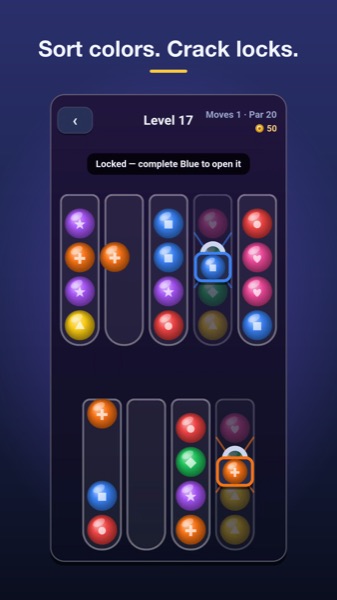 Sort colors. Crack locks.
‹
Level 17
Moves 1 · Par 20
50
Locked — complete Blue to open it